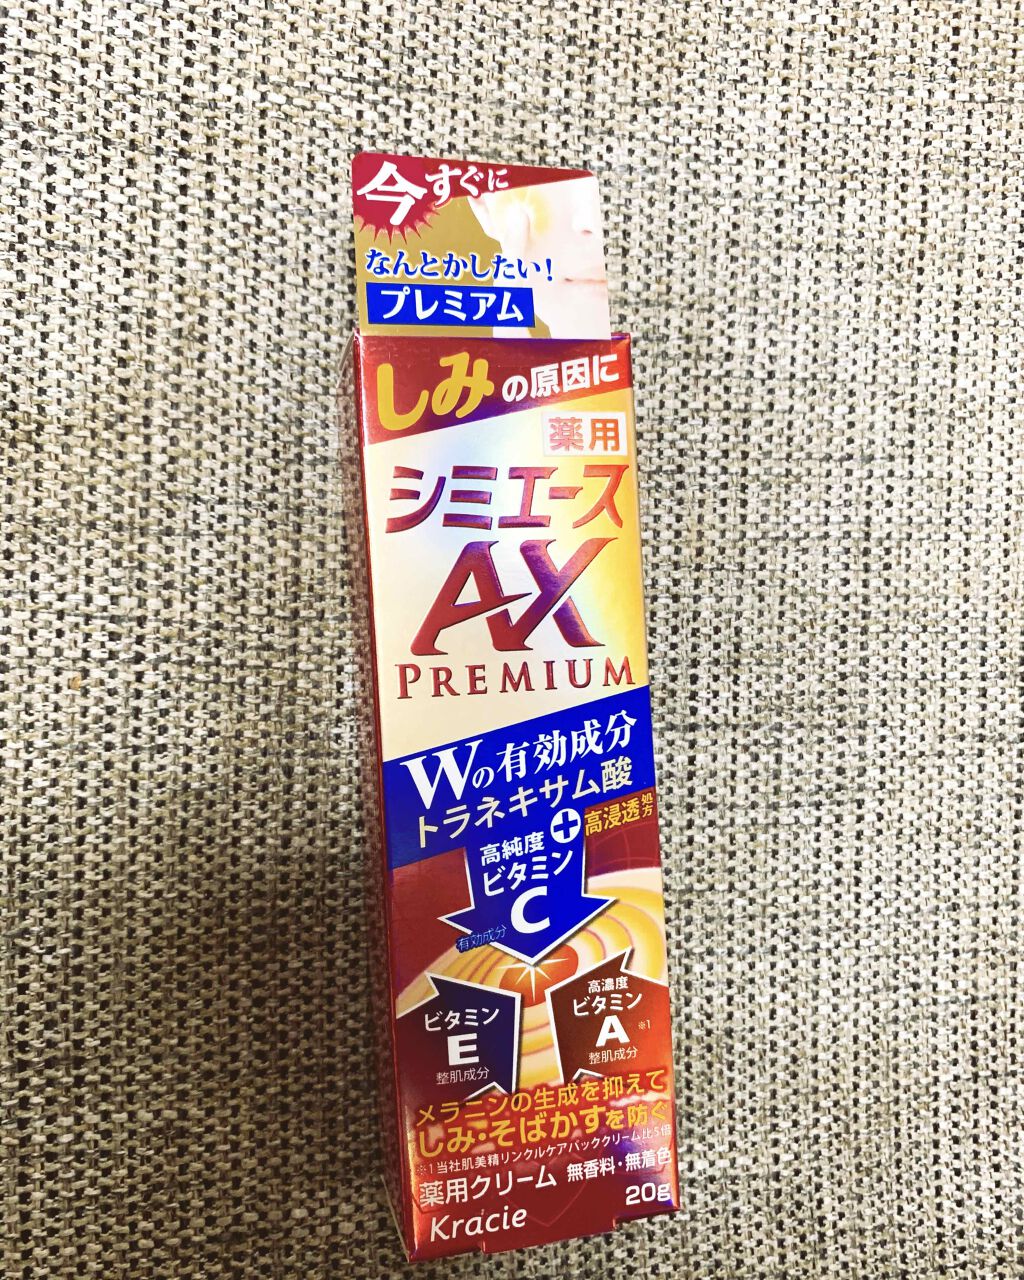 今すぐに
なんとかしたい!
プレミアム
しみの原因に
薬用
シミエース
AX
PREMIUM
Wの有効成分
トラネキサム酸
+
高浸透処方
高純度
ビタミン
C
有効成分
ビタミン
E
整肌成分
高濃度
ビタミン
A ※1
整肌成分
メラニンの生成を抑えて
しみ・そばかすを防ぐ
※1当社肌美精リンクルケアパッククリーム比5倍
薬用クリーム 無香料・無着色
Kracie 20g